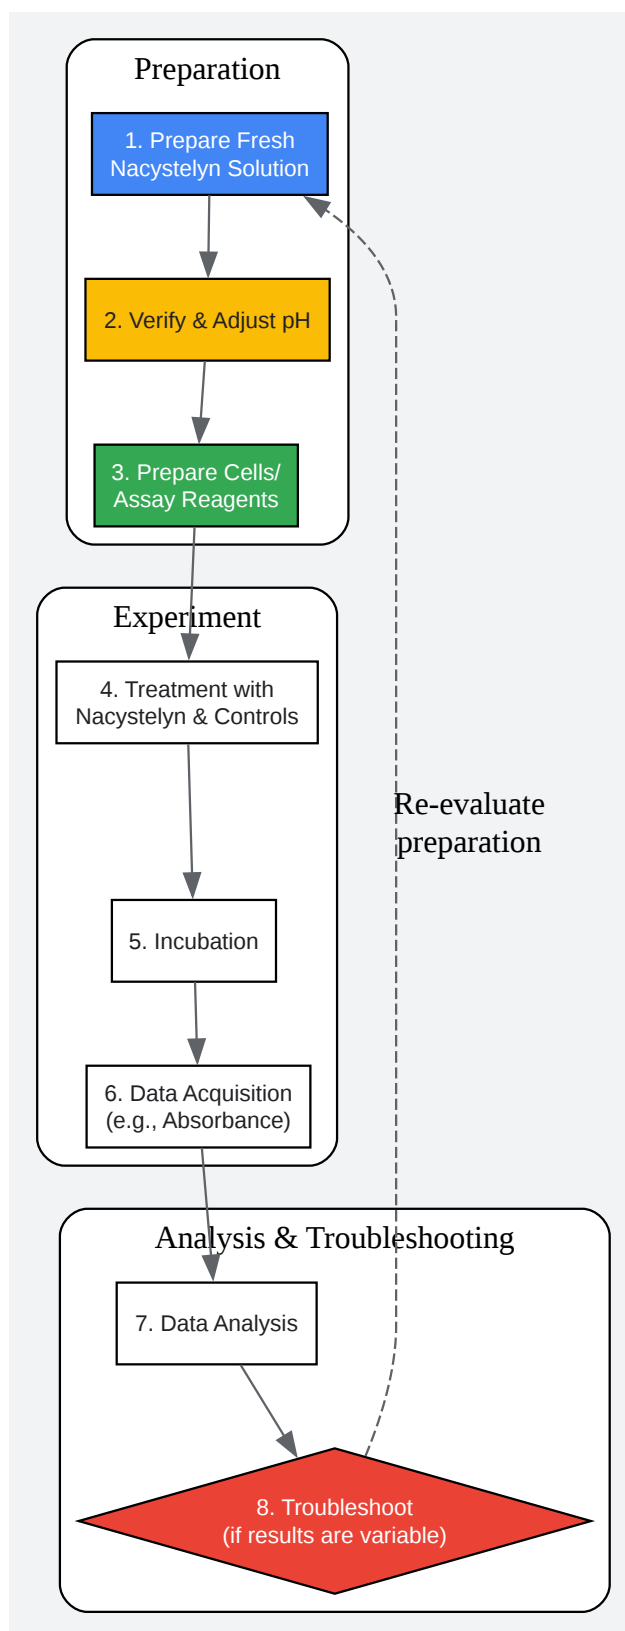 Preparation
1. Prepare Fresh
Nacystelyn Solution
2. Verify & Adjust pH
3. Prepare Cells/
Assay Reagents
Experiment
4. Treatment with
Nacystelyn & Controls
Re-evaluate
preparation
5. Incubation
6. Data Acquisition
(e.g., Absorbance)
Analysis & Troubleshooting
7. Data Analysis
8. Troubleshoot
(if results are variable)